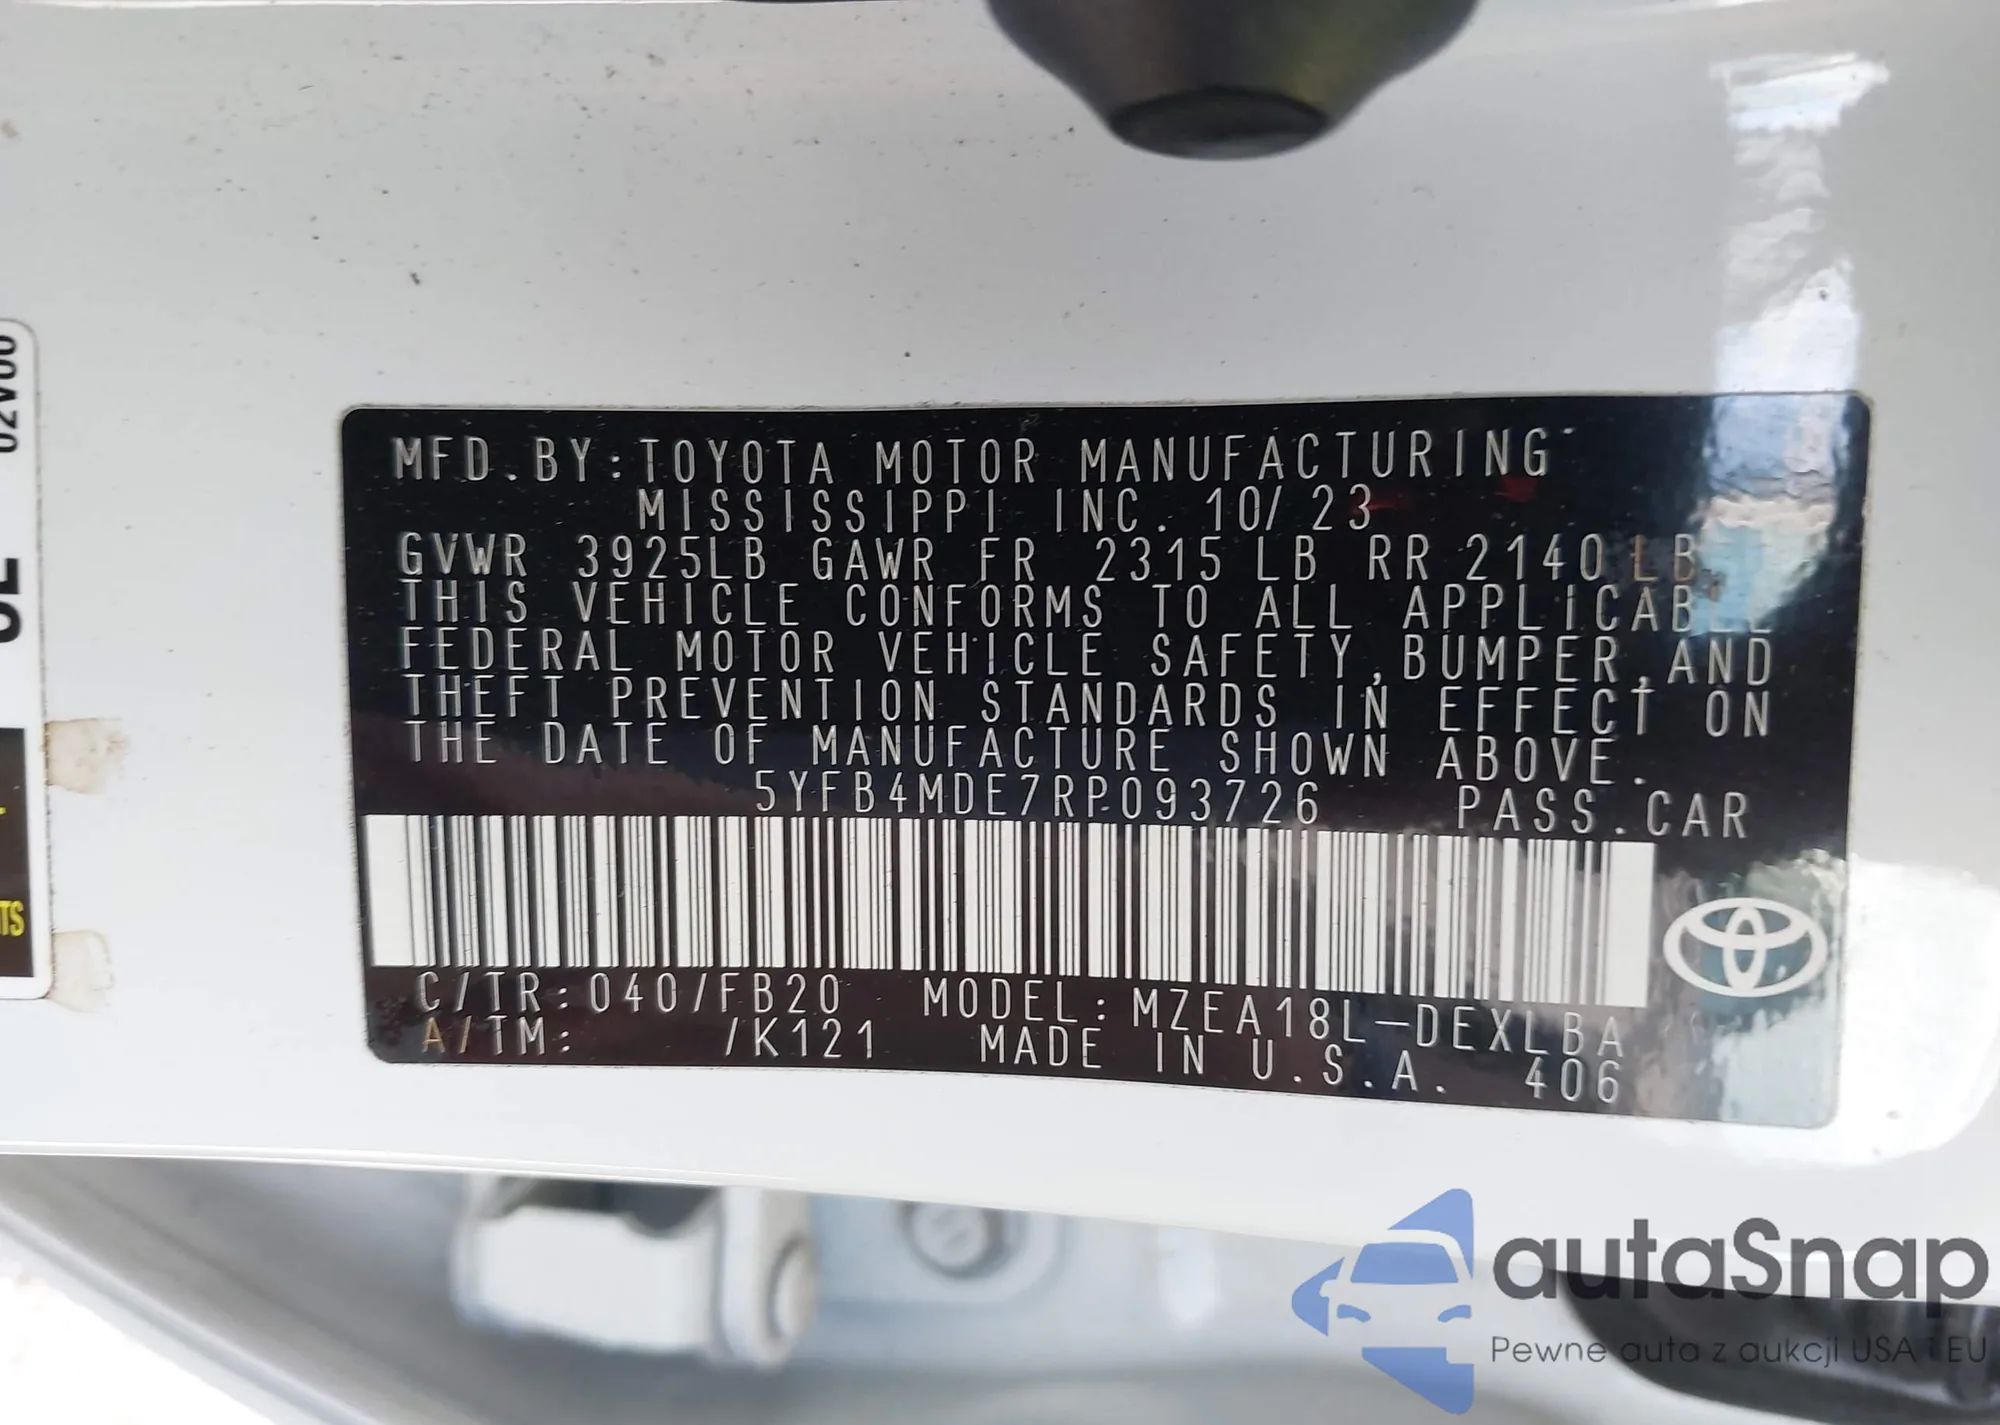 02V00
TS
MFD.BY:TOYOTA MOTOR MANUFACTURING
MISSISSIPPI INC. 10/23
GVWR 3925LB GAWR FR 2315 LB RR 2140 LB
THIS VEHICLE CONFORMS TO ALL APPLICABLE
FEDERAL MOTOR VEHICLE SAFETY,BUMPER,AND
THEFT PREVENTION STANDARDS IN EFFECT ON
THE DATE OF MANUFACTURE SHOWN ABOVE.
5YFB4MDE7RP093726 PASS.CAR
C/TR:040/FB20 MODEL:MZEA18L-DEXLBA
A/TM: /K121 MADE IN U.S.A. 406
autaSnap
Pewne auta z aukcji USA i EU